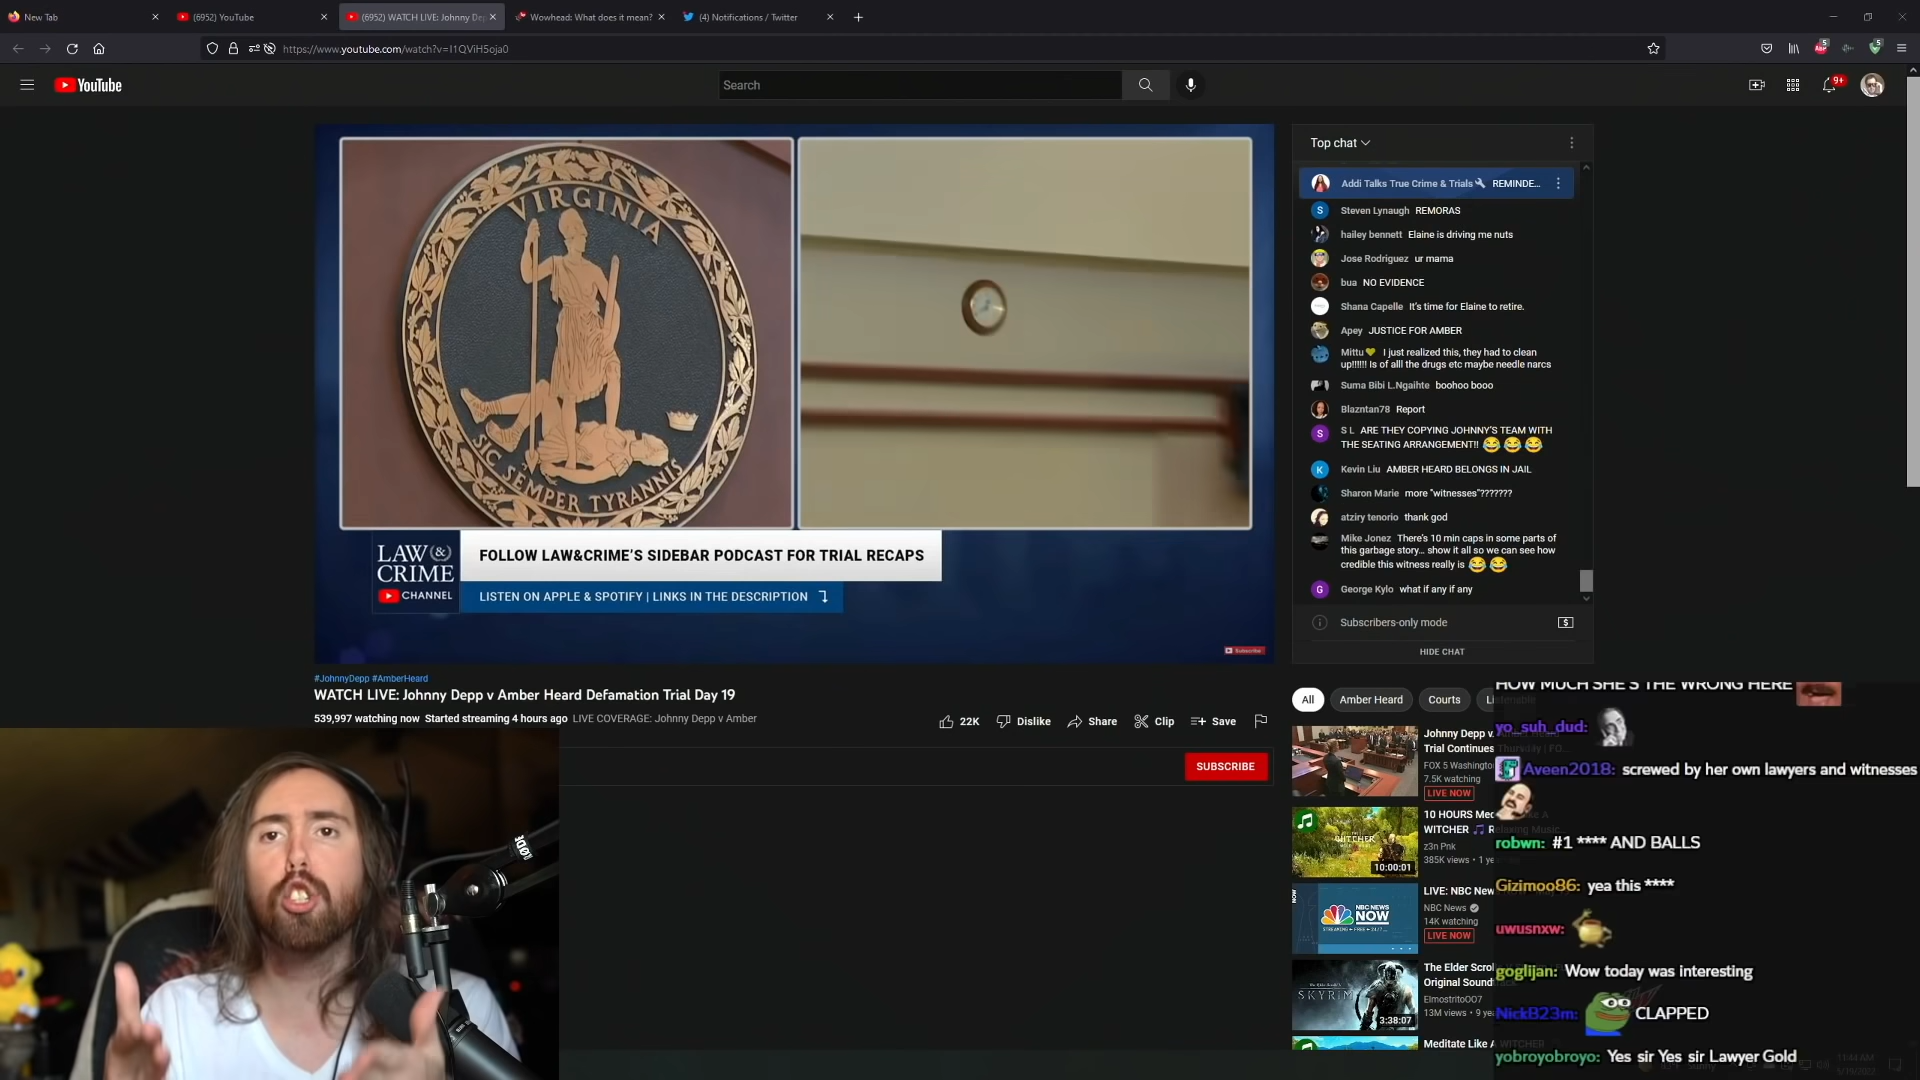 New Tab
(6952) YouTube
(6952) WATCH LIVE: Johnny Dep
Wowhead: What does it mean?
(4) Notifications / Twitter
https://www.youtube.com/watch?v=I1QViH5oja0
YouTube
Search
9+
Top chat
Addi Talks True Crime & Trials REMINDE...
Steven Lynaugh REMORAS
hailey bennett Elaine is driving me nuts
Jose Rodriguez ur mama
bua NO EVIDENCE
Shana Capelle It's time for Elaine to retire.
Apey JUSTICE FOR AMBER
Mittu💛 I just realized this, they had to clean
up!!!!!! Is of alll the drugs etc maybe needle narcs
Suma Bibi L.Ngaihte boohoo booo
Blazntan78 Report
S L ARE THEY COPYING JOHNNY'S TEAM WITH
THE SEATING ARRANGEMENT!! 😂 😂 😂
Kevin Liu AMBER HEARD BELONGS IN JAIL
Sharon Marie more "witnesses"???????
atziry tenorio thank god
Mike Jonez There's 10 min caps in some parts of
this garbage story... show it all so we can see how
credible this witness really is 😂 😂
George Kylo what if any if any
Subscribers-only mode
HIDE CHAT
VIRGINIA
SIC SEMPER TYRANNIS
LAW & CRIME CHANNEL
FOLLOW LAW&CRIME'S SIDEBAR PODCAST FOR TRIAL RECAPS
LISTEN ON APPLE & SPOTIFY | LINKS IN THE DESCRIPTION
Subscribe
#JohnnyDepp #AmberHeard
WATCH LIVE: Johnny Depp v Amber Heard Defamation Trial Day 19
539,997 watching now Started streaming 4 hours ago LIVE COVERAGE: Johnny Depp v Amber
22K Dislike Share Clip Save
SUBSCRIBE
All Amber Heard Courts
Johnny Depp v.
Trial Continues
FOX 5 Washingto
7.5K watching
LIVE NOW
10 HOURS Med
WITCHER 🎵 R
z3n Pnk
385K views • 1 ye
10:00:01
LIVE: NBC New
NBC News
14K watching
LIVE NOW
NBC NEWS
NOW
The Elder Scrol
Original Sound
ElmostritoOO7
13M views • 9 ye
SKYRIM
3:38:07
Meditate Like A WITCHER
HOW MUCH SHE'S THE WRONG HERE
yo_suh_dud:
Aveen2018: screwed by her own lawyers and witnesses
robwn: #1 **** AND BALLS
Gizimoo86: yea this ****
uwusnxw:
goglijan: Wow today was interesting
NickB23m: CLAPPED
yobroyobroyo: Yes sir Yes sir Lawyer Gold
RØDE